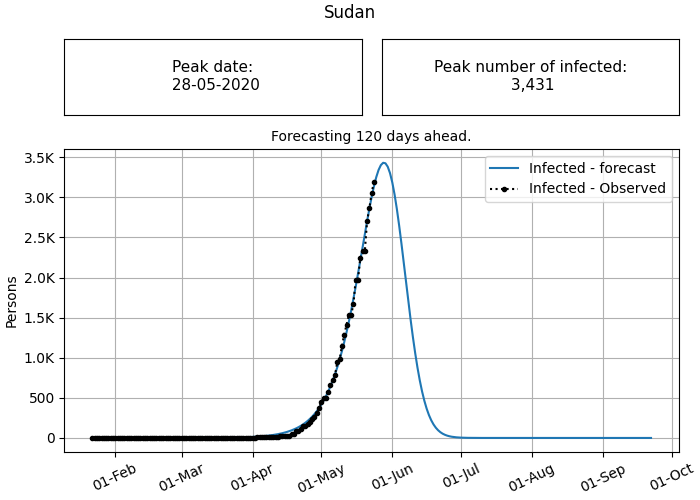 Sudan
Peak date:
28-05-2020
Peak number of infected:
3,431
Forecasting 120 days ahead.
3.5K
3.0K
2.5K
2.0K
1.5K
1.0K
500
0
Persons
Infected - forecast
Infected - Observed
01-Feb
01-Mar
01-Apr
01-May
01-Jun
01-Jul
01-Aug
01-Sep
01-Oct